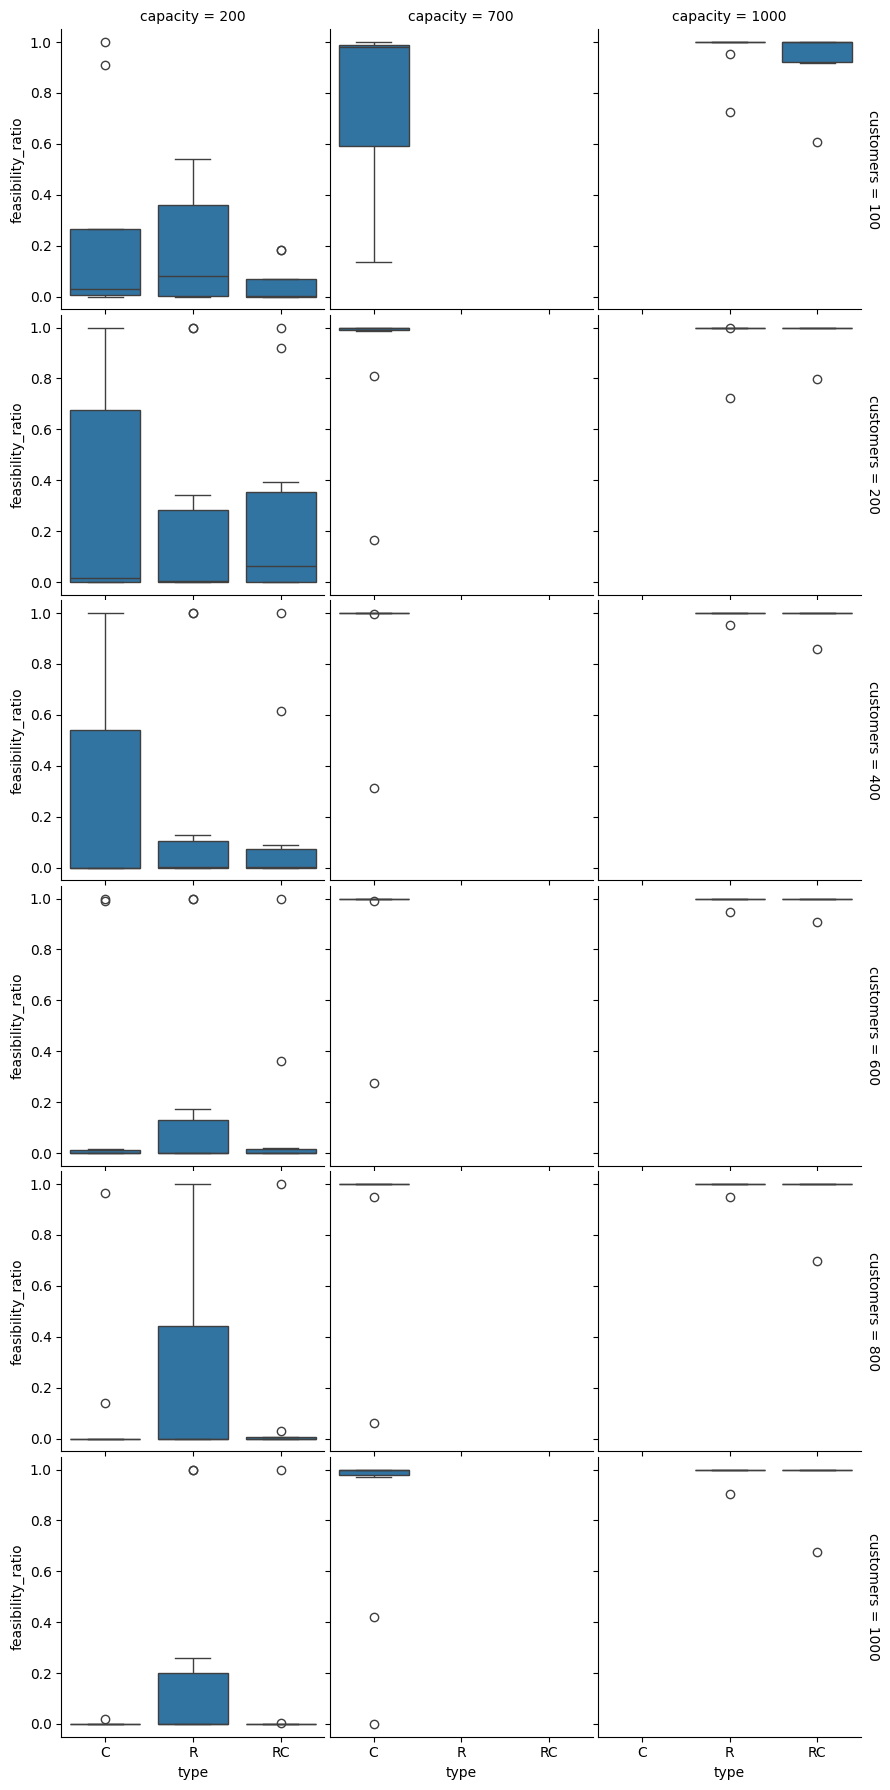 capacity = 200
capacity = 700
capacity = 1000
1.0
0.8
0.6
0.4
0.2
0.0
feasibility_ratio
customers = 100
1.0
0.8
0.6
0.4
0.2
0.0
feasibility_ratio
customers = 200
1.0
0.8
0.6
0.4
0.2
0.0
feasibility_ratio
customers = 400
1.0
0.8
0.6
0.4
0.2
0.0
feasibility_ratio
customers = 600
1.0
0.8
0.6
0.4
0.2
0.0
feasibility_ratio
customers = 800
1.0
0.8
0.6
0.4
0.2
0.0
feasibility_ratio
customers = 1000
C R RC
C R RC
C R RC
type
type
type